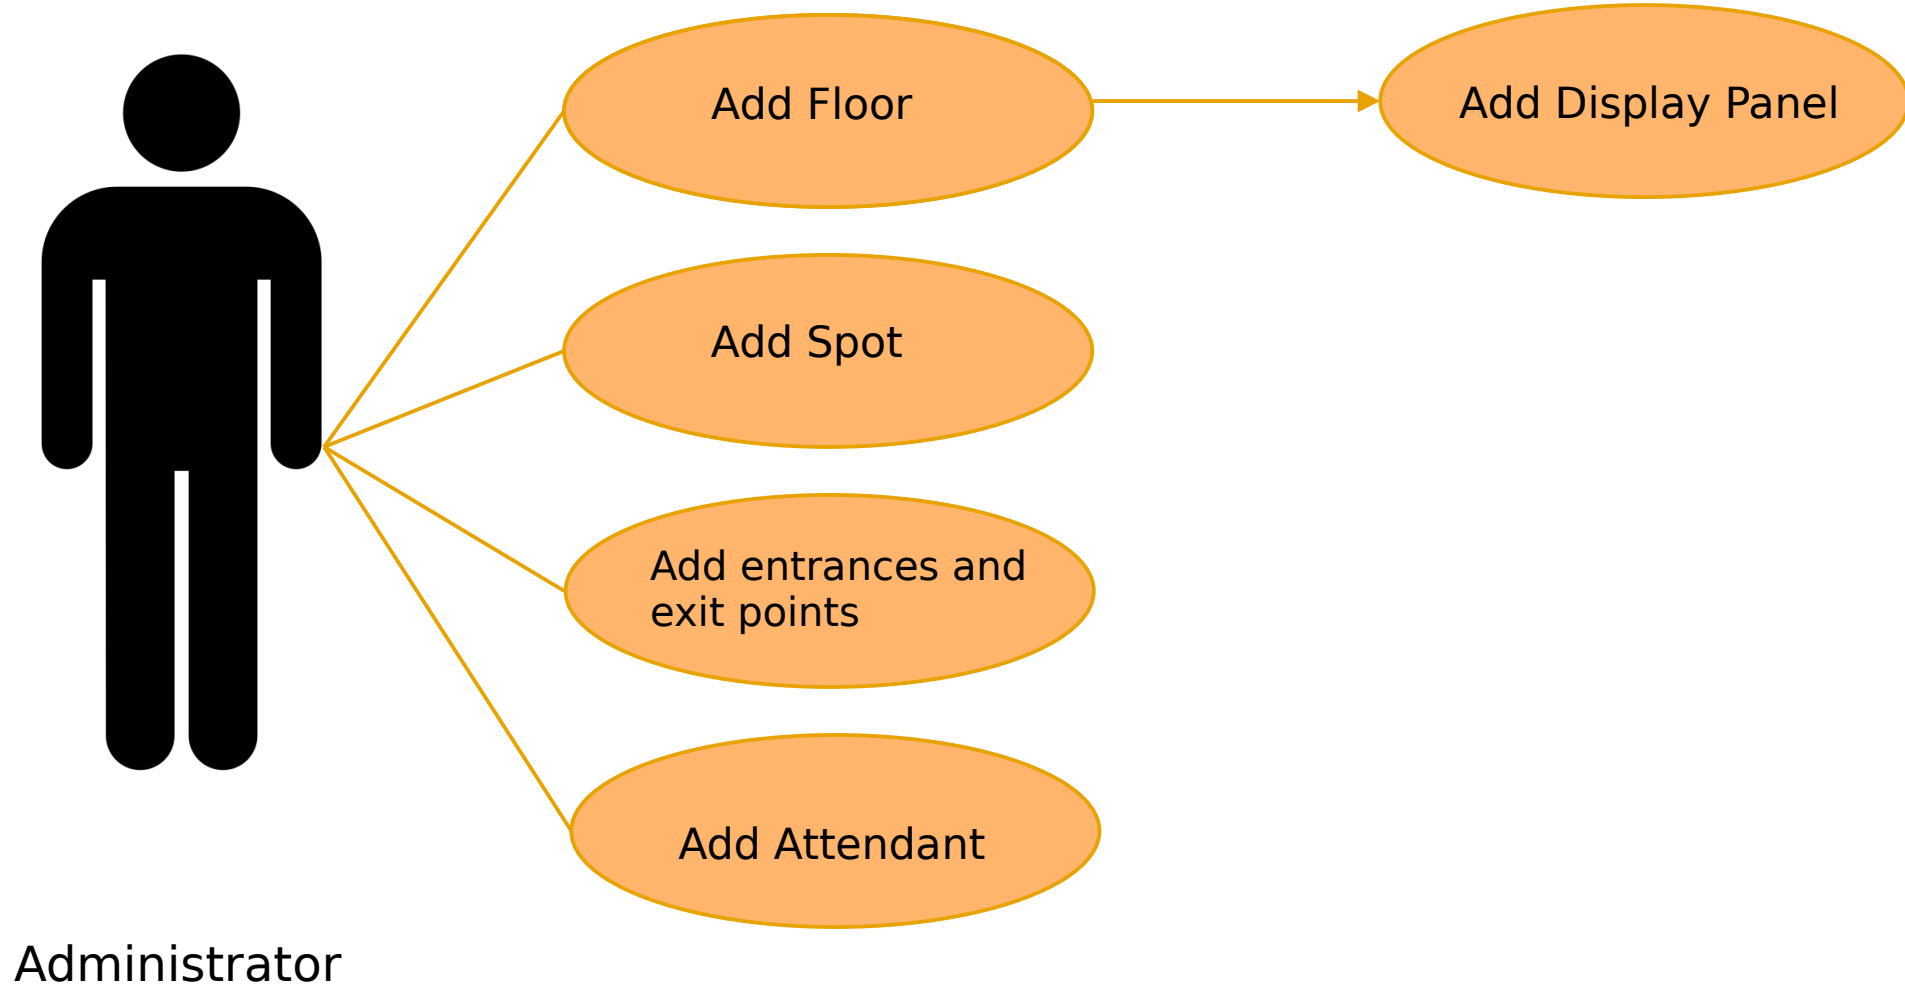 Add Floor
Add Display Panel
Add Spot
Add entrances and
exit points
Add Attendant
Administrator